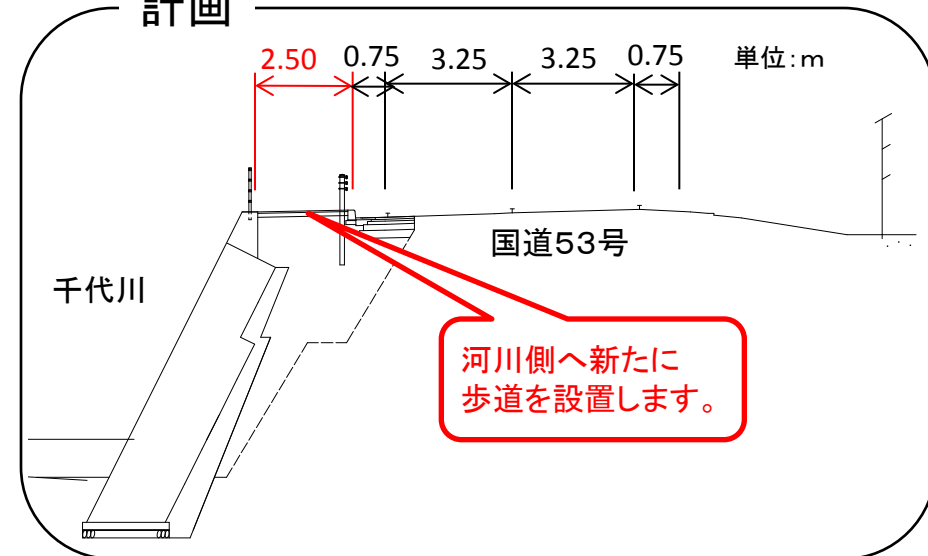 計画
2.50 0.75 3.25 3.25 0.75 単位:m
国道53号
千代川
河川側へ新たに
歩道を設置します。